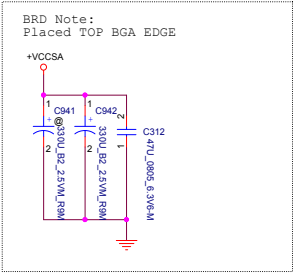 BRD Note:
Placed TOP BGA EDGE
+VCCSA
1
C941
+
@
2
330U_B2_2.5VM_R9M
1
C942
+
2
330U_B2_2.5VM_R9M
2
C312
1
47U_0805_6.3V6-M